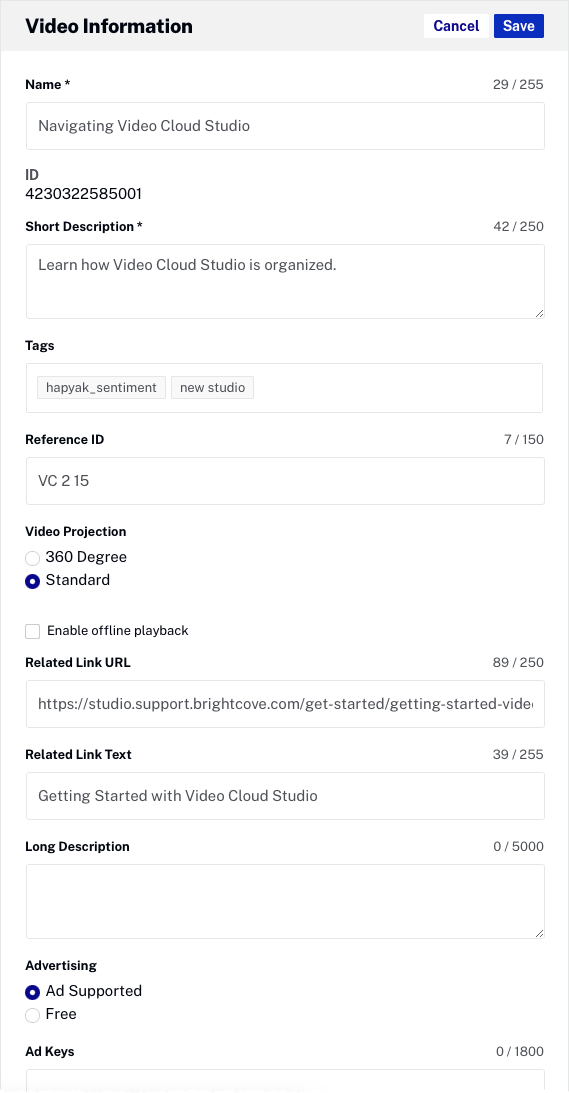 Video Information
Cancel
Save
Name *
29 / 255
Navigating Video Cloud Studio
ID
4230322585001
Short Description *
42 / 250
Learn how Video Cloud Studio is organized.
Tags
hapyak_sentiment
new studio
Reference ID
7 / 150
VC 2 15
Video Projection
360 Degree
Standard
Enable offline playback
Related Link URL
89 / 250
https://studio.support.brightcove.com/get-started/getting-started-vide
Related Link Text
39 / 255
Getting Started with Video Cloud Studio
Long Description
0 / 5000
Advertising
Ad Supported
Free
Ad Keys
0 / 1800